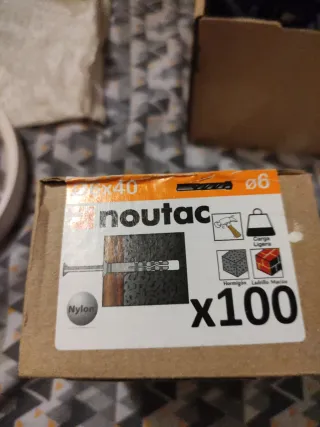 x40
ø6
noutac
Carga
Ligera
Hormigón
Ladrillo Macizo
Nylon
x100